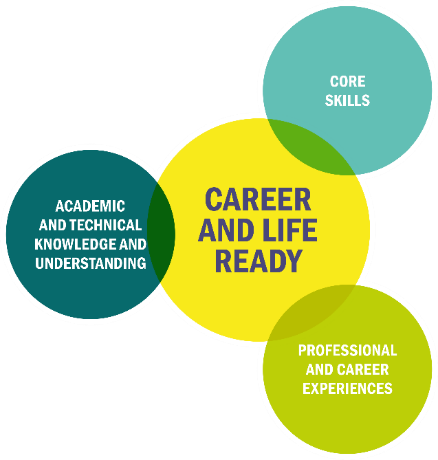 CORE
SKILLS
ACADEMIC
AND TECHNICAL
KNOWLEDGE AND
UNDERSTANDING
CAREER
AND LIFE
READY
PROFESSIONAL
AND CAREER
EXPERIENCES